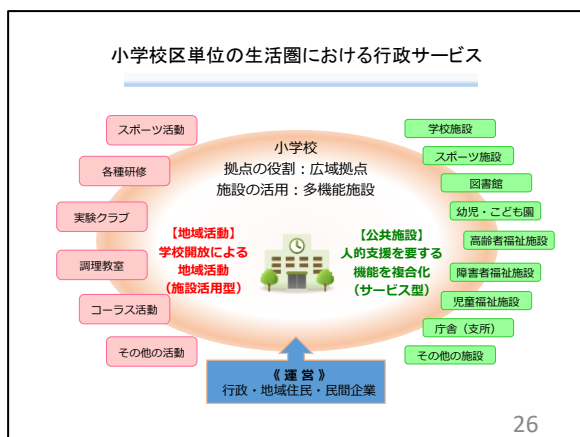 小学校区単位の生活圏における行政サービス
小学校
拠点の役割：広域拠点
施設の活用：多機能施設
スポーツ活動
各種研修
実験クラブ
調理教室
コーラス活動
その他の活動
【地域活動】
学校開放による
地域活動
（施設活用型）
【公共施設】
人的支援を要する
機能を複合化
（サービス型）
学校施設
スポーツ施設
図書館
幼児・こども園
高齢者福祉施設
障害者福祉施設
児童福祉施設
庁舎（支所）
その他の施設
《 運 営 》
行政・地域住民・民間企業
26